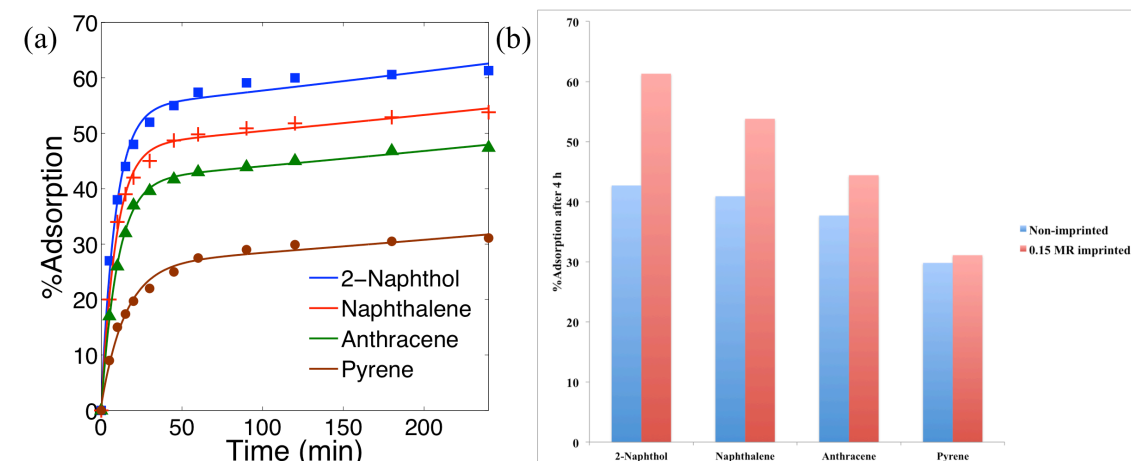 (a)
70
60
50
40
30
20
10
0
%Adsorption
0
50
100
150
200
Time (min)
2−Naphthol
Naphthalene
Anthracene
Pyrene
(b)
70
60
50
40
30
20
10
0
%Adsorption after 4 h
2-Naphthol
Naphthalene
Anthracene
Pyrene
Non-imprinted
0.15 MR imprinted